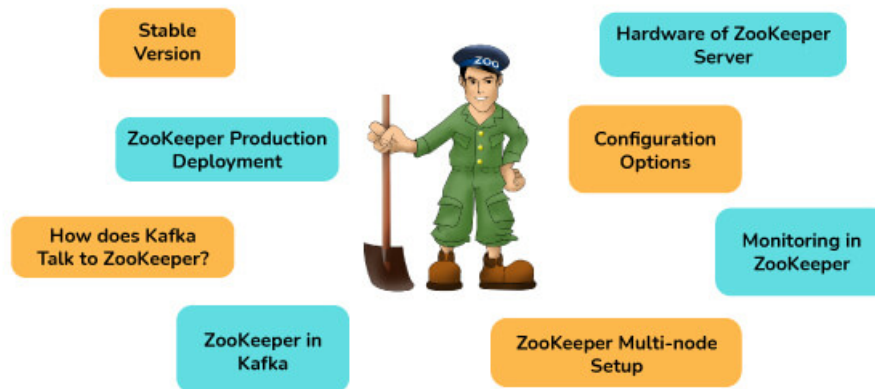 Stable
Version
ZooKeeper Production
Deployment
How does Kafka
Talk to ZooKeeper?
ZooKeeper in
Kafka
ZOO
Hardware of ZooKeeper
Server
Configuration
Options
Monitoring in
ZooKeeper
ZooKeeper Multi-node
Setup